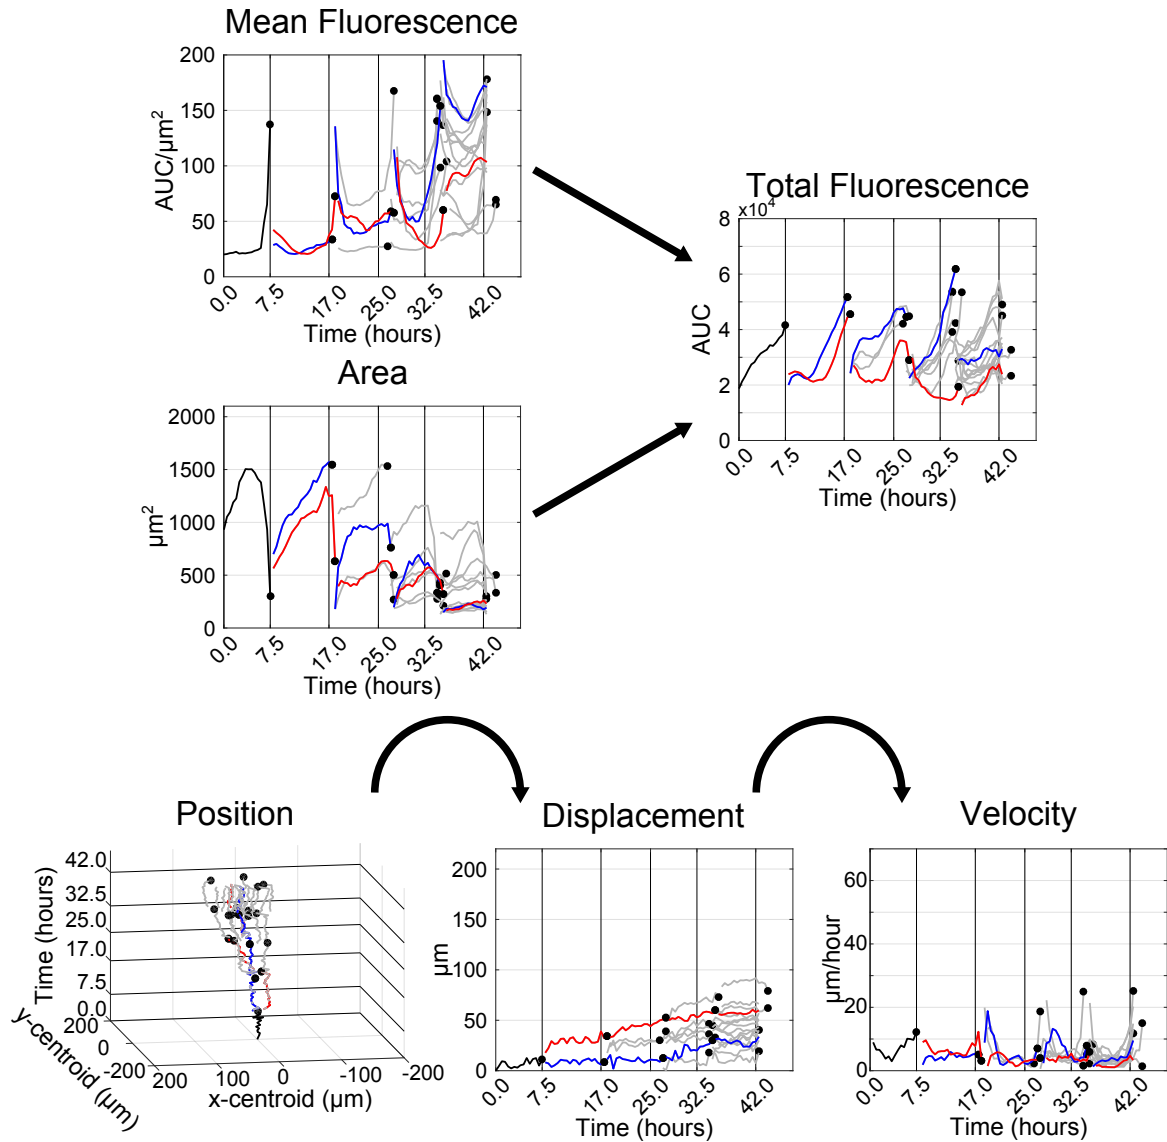 Mean Fluorescence
200
150
100
50
0
AUC/µm²
0.0 7.5 17.0 25.0 32.5 42.0
Time (hours)
Total Fluorescence
x10⁴
8
6
4
2
0
AUC
0.0 7.5 17.0 25.0 32.5 42.0
Time (hours)
Area
2000
1500
1000
500
0
µm²
0.0 7.5 17.0 25.0 32.5 42.0
Time (hours)
Position
42.0
32.5
25.0
17.0
7.5
0.0
Time (hours)
200
0
-200
y-centroid (µm)
200 100 0 -100 -200
x-centroid (µm)
Displacement
200
150
100
50
0
µm
0.0 7.5 17.0 25.0 32.5 42.0
Time (hours)
Velocity
60
40
20
0
µm/hour
0.0 7.5 17.0 25.0 32.5 42.0
Time (hours)